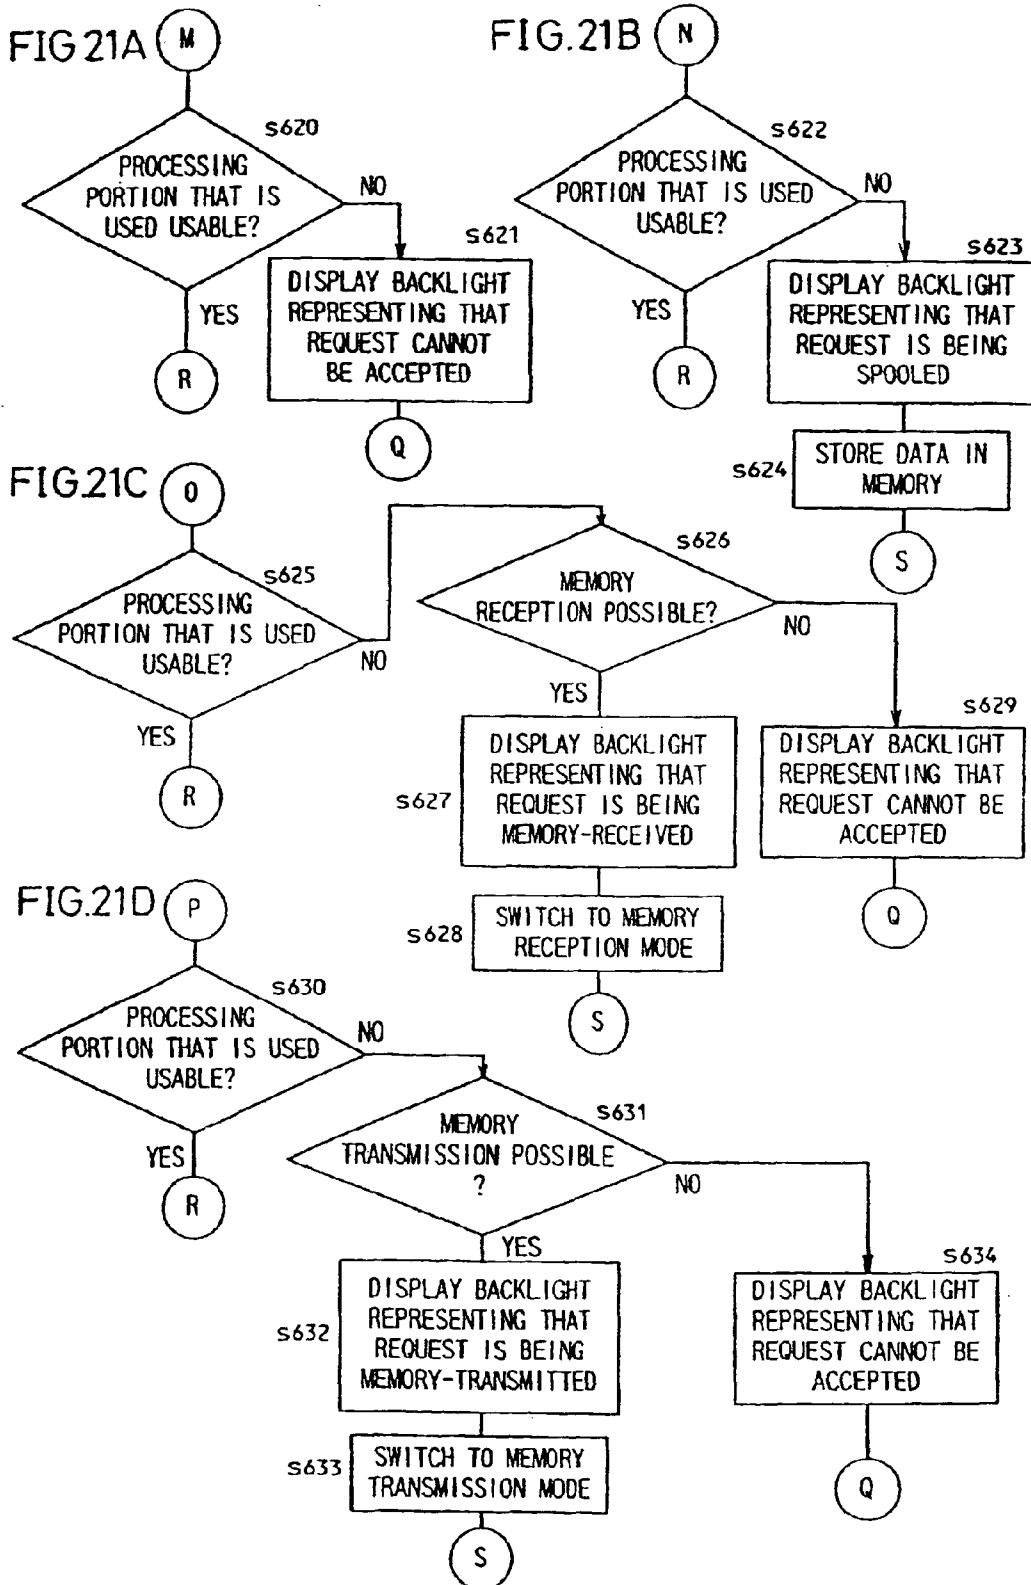 FIG.21A
M
s620
PROCESSING
PORTION THAT IS
USED USABLE?
NO
YES
R
s621
DISPLAY BACKLIGHT
REPRESENTING THAT
REQUEST CANNOT
BE ACCEPTED
Q
FIG.21B
N
s622
PROCESSING
PORTION THAT IS USED
USABLE?
NO
YES
R
s623
DISPLAY BACKLIGHT
REPRESENTING THAT
REQUEST IS BEING
SPOOLED
s624
STORE DATA IN
MEMORY
S
FIG.21C
O
s625
PROCESSING
PORTION THAT IS USED
USABLE?
NO
YES
R
s626
MEMORY
RECEPTION POSSIBLE?
NO
YES
s627
DISPLAY BACKLIGHT
REPRESENTING THAT
REQUEST IS BEING
MEMORY-RECEIVED
s628
SWITCH TO MEMORY
RECEPTION MODE
S
s629
DISPLAY BACKLIGHT
REPRESENTING THAT
REQUEST CANNOT BE
ACCEPTED
Q
FIG.21D
P
s630
PROCESSING
PORTION THAT IS USED
USABLE?
NO
YES
R
s631
MEMORY
TRANSMISSION POSSIBLE
?
NO
YES
s632
DISPLAY BACKLIGHT
REPRESENTING THAT
REQUEST IS BEING
MEMORY-TRANSMITTED
s633
SWITCH TO MEMORY
TRANSMISSION MODE
S
s634
DISPLAY BACKLIGHT
REPRESENTING THAT
REQUEST CANNOT BE
ACCEPTED
Q